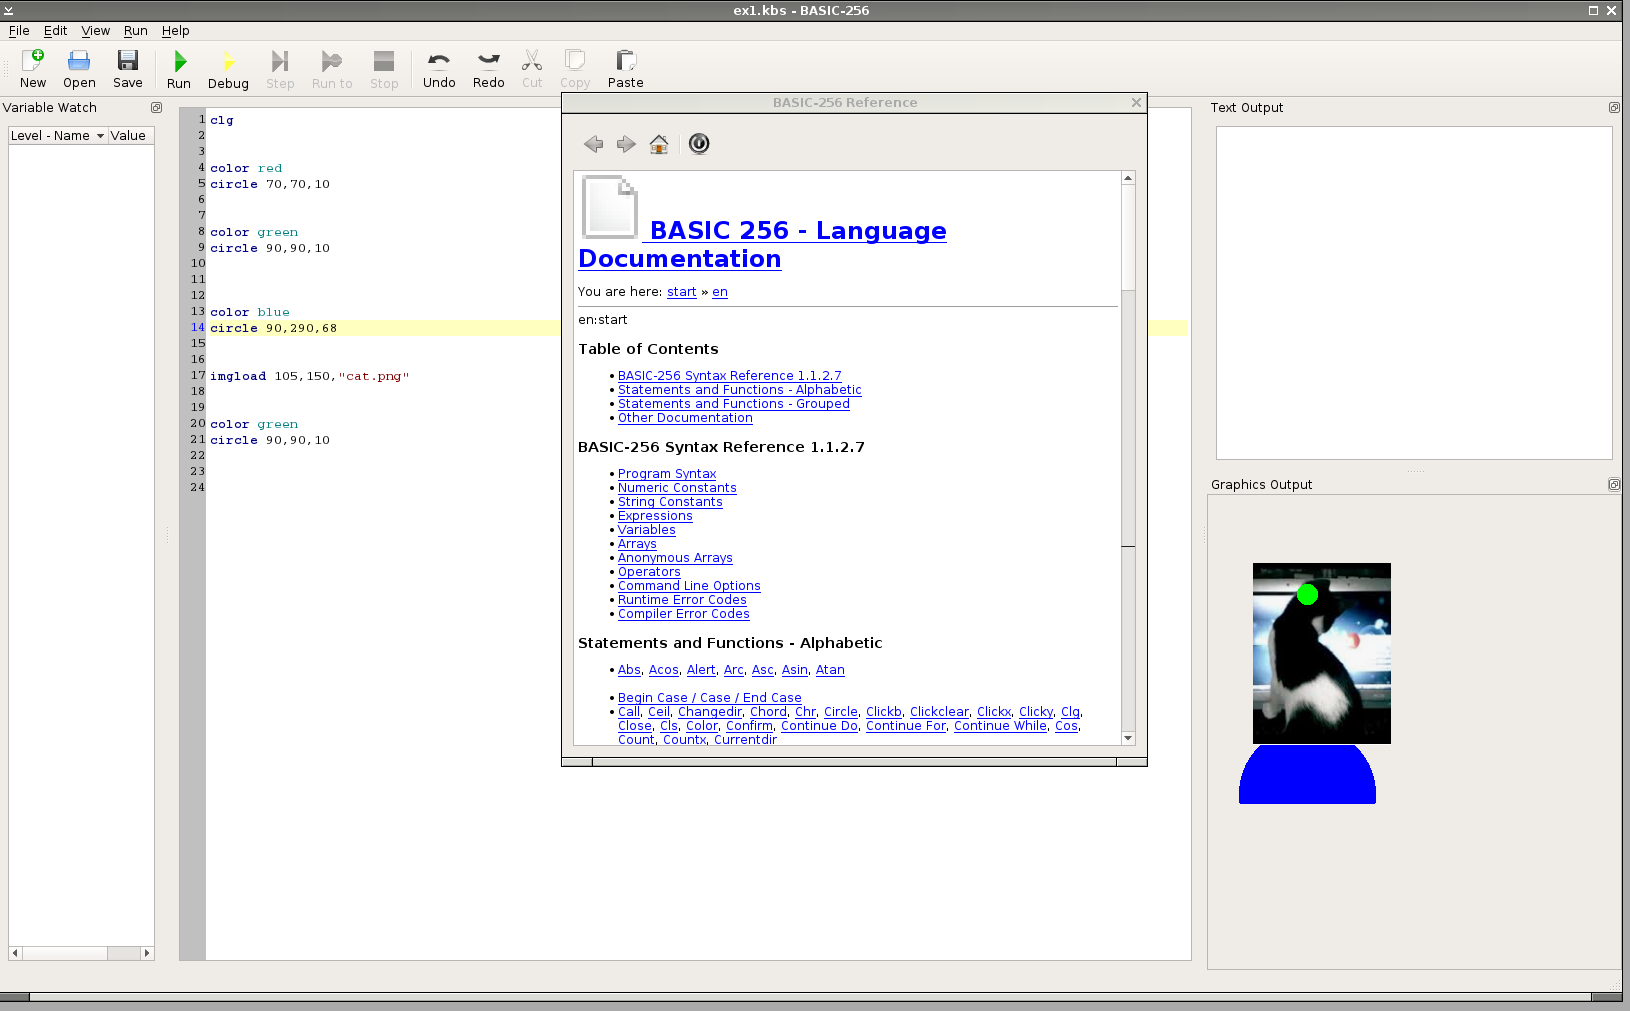 ex1.kbs - BASIC-256
File Edit View Run Help
New Open Save Run Debug Step Run to Stop Undo Redo Cut Copy Paste
Variable Watch
Level - Name Value
1 clg
2
3
4 color red
5 circle 70,70,10
6
7
8 color green
9 circle 90,90,10
10
11
12
13 color blue
14 circle 90,290,68
15
16
17 imgload 105,150,"cat.png"
18
19
20 color green
21 circle 90,90,10
22
23
24
BASIC-256 Reference
BASIC 256 - Language
Documentation
You are here: start » en
en:start
Table of Contents
• BASIC-256 Syntax Reference 1.1.2.7
• Statements and Functions - Alphabetic
• Statements and Functions - Grouped
• Other Documentation
BASIC-256 Syntax Reference 1.1.2.7
• Program Syntax
• Numeric Constants
• String Constants
• Expressions
• Variables
• Arrays
• Anonymous Arrays
• Operators
• Command Line Options
• Runtime Error Codes
• Compiler Error Codes
Statements and Functions - Alphabetic
• Abs, Acos, Alert, Arc, Asc, Asin, Atan
• Begin Case / Case / End Case
• Call, Ceil, Changedir, Chord, Chr, Circle, Clickb, Clickclear, Clickx, Clicky, Clg,
Close, Cls, Color, Confirm, Continue Do, Continue For, Continue While, Cos,
Count, Countx, Currentdir
Text Output
Graphics Output